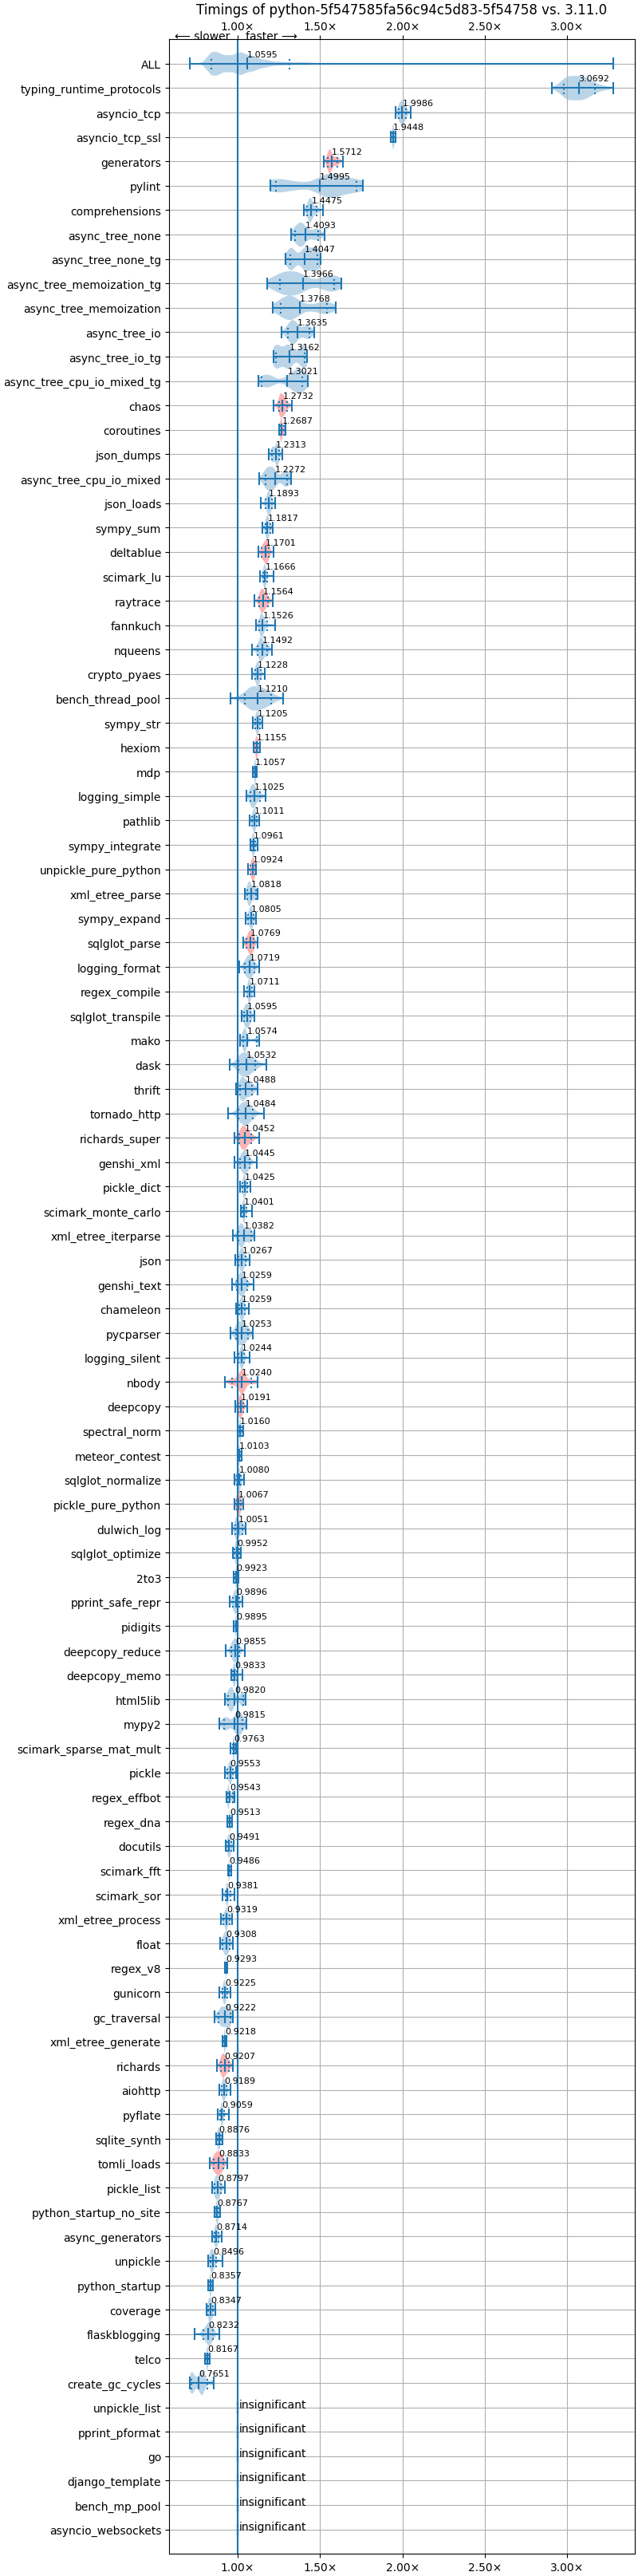 Timings of python-5f547585fa56c94c5d83-5f54758 vs. 3.11.0
1.00× 1.50× 2.00× 2.50× 3.00×
⟵ slower faster ⟶
ALL 1.0595
typing_runtime_protocols 3.0692
asyncio_tcp 1.9986
asyncio_tcp_ssl 1.9448
generators 1.5712
pylint 1.4995
comprehensions 1.4475
async_tree_none 1.4093
async_tree_none_tg 1.4047
async_tree_memoization_tg 1.3966
async_tree_memoization 1.3768
async_tree_io 1.3635
async_tree_io_tg 1.3162
async_tree_cpu_io_mixed_tg 1.3021
chaos 1.2732
coroutines 1.2687
json_dumps 1.2313
async_tree_cpu_io_mixed 1.2272
json_loads 1.1893
sympy_sum 1.1817
deltablue 1.1701
scimark_lu 1.1666
raytrace 1.1564
fannkuch 1.1526
nqueens 1.1492
crypto_pyaes 1.1228
bench_thread_pool 1.1210
sympy_str 1.1205
hexiom 1.1155
mdp 1.1057
logging_simple 1.1025
pathlib 1.1011
sympy_integrate 1.0961
unpickle_pure_python 1.0924
xml_etree_parse 1.0818
sympy_expand 1.0805
sqlglot_parse 1.0769
logging_format 1.0719
regex_compile 1.0711
sqlglot_transpile 1.0595
mako 1.0574
dask 1.0532
thrift 1.0488
tornado_http 1.0484
richards_super 1.0452
genshi_xml 1.0445
pickle_dict 1.0425
scimark_monte_carlo 1.0401
xml_etree_iterparse 1.0382
json 1.0267
genshi_text 1.0259
chameleon 1.0259
pycparser 1.0253
logging_silent 1.0244
nbody 1.0240
deepcopy 1.0191
spectral_norm 1.0160
meteor_contest 1.0103
sqlglot_normalize 1.0080
pickle_pure_python 1.0067
dulwich_log 1.0051
sqlglot_optimize 0.9952
2to3 0.9923
pprint_safe_repr 0.9896
pidigits 0.9895
deepcopy_reduce 0.9855
deepcopy_memo 0.9833
html5lib 0.9820
mypy2 0.9815
scimark_sparse_mat_mult 0.9763
pickle 0.9553
regex_effbot 0.9543
regex_dna 0.9513
docutils 0.9491
scimark_fft 0.9486
scimark_sor 0.9381
xml_etree_process 0.9319
float 0.9308
regex_v8 0.9293
gunicorn 0.9225
gc_traversal 0.9222
xml_etree_generate 0.9218
richards 0.9207
aiohttp 0.9189
pyflate 0.9059
sqlite_synth 0.8876
tomli_loads 0.8833
pickle_list 0.8797
python_startup_no_site 0.8767
async_generators 0.8714
unpickle 0.8496
python_startup 0.8357
coverage 0.8347
flaskblogging 0.8232
telco 0.8167
create_gc_cycles 0.7651
unpickle_list insignificant
pprint_pformat insignificant
go insignificant
django_template insignificant
bench_mp_pool insignificant
asyncio_websockets insignificant
1.00× 1.50× 2.00× 2.50× 3.00×